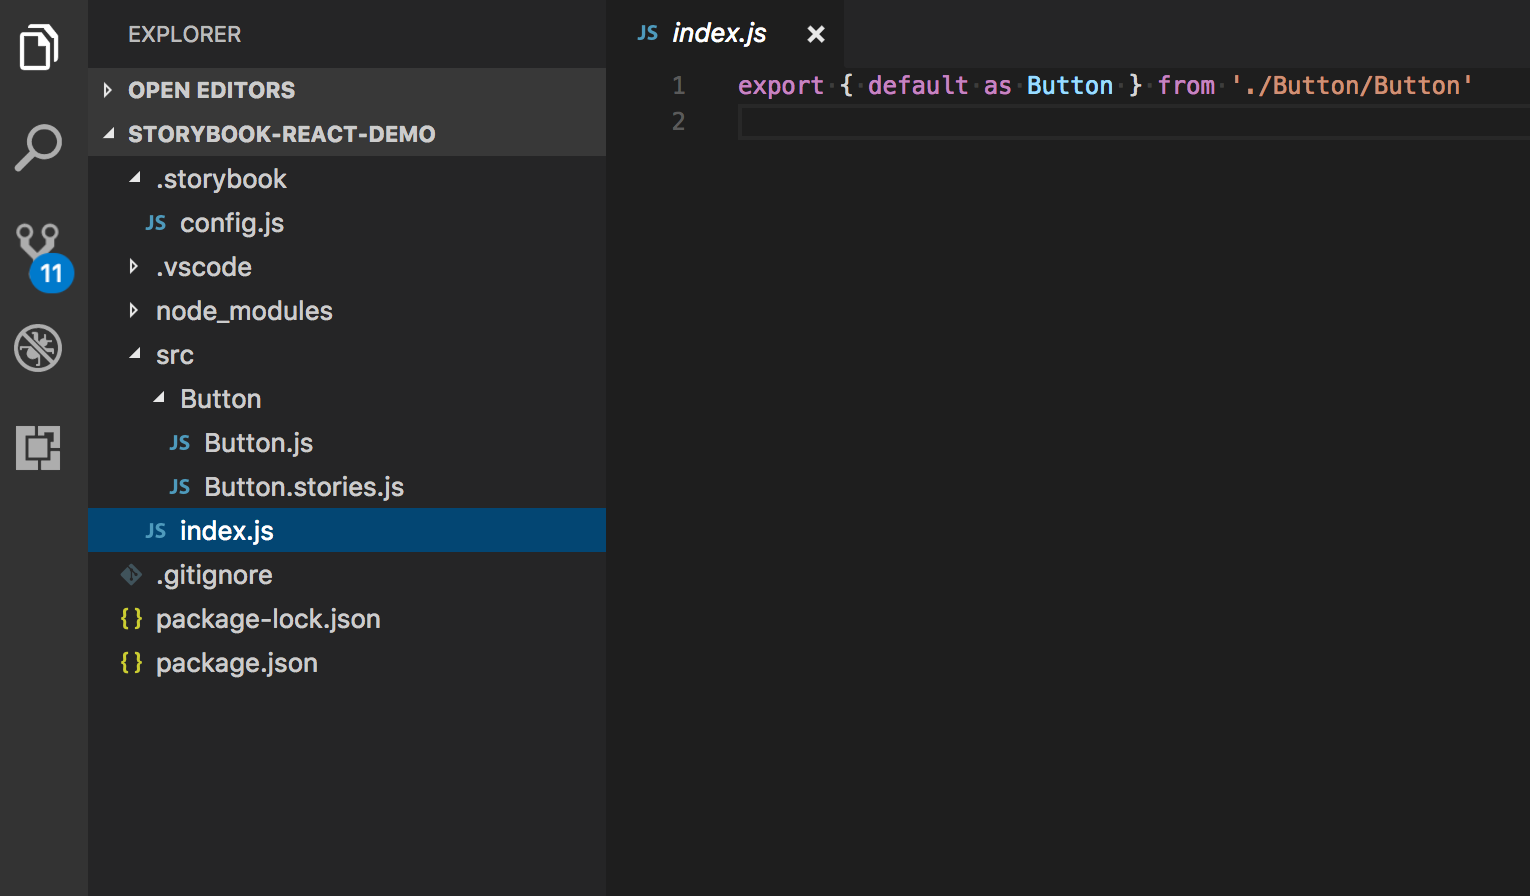 EXPLORER
OPEN EDITORS
STORYBOOK-REACT-DEMO
.storybook
JS config.js
.vscode
node_modules
src
Button
JS Button.js
JS Button.stories.js
JS index.js
.gitignore
{} package-lock.json
{} package.json
11
JS index.js
1 export { default as Button } from './Button/Button'
2